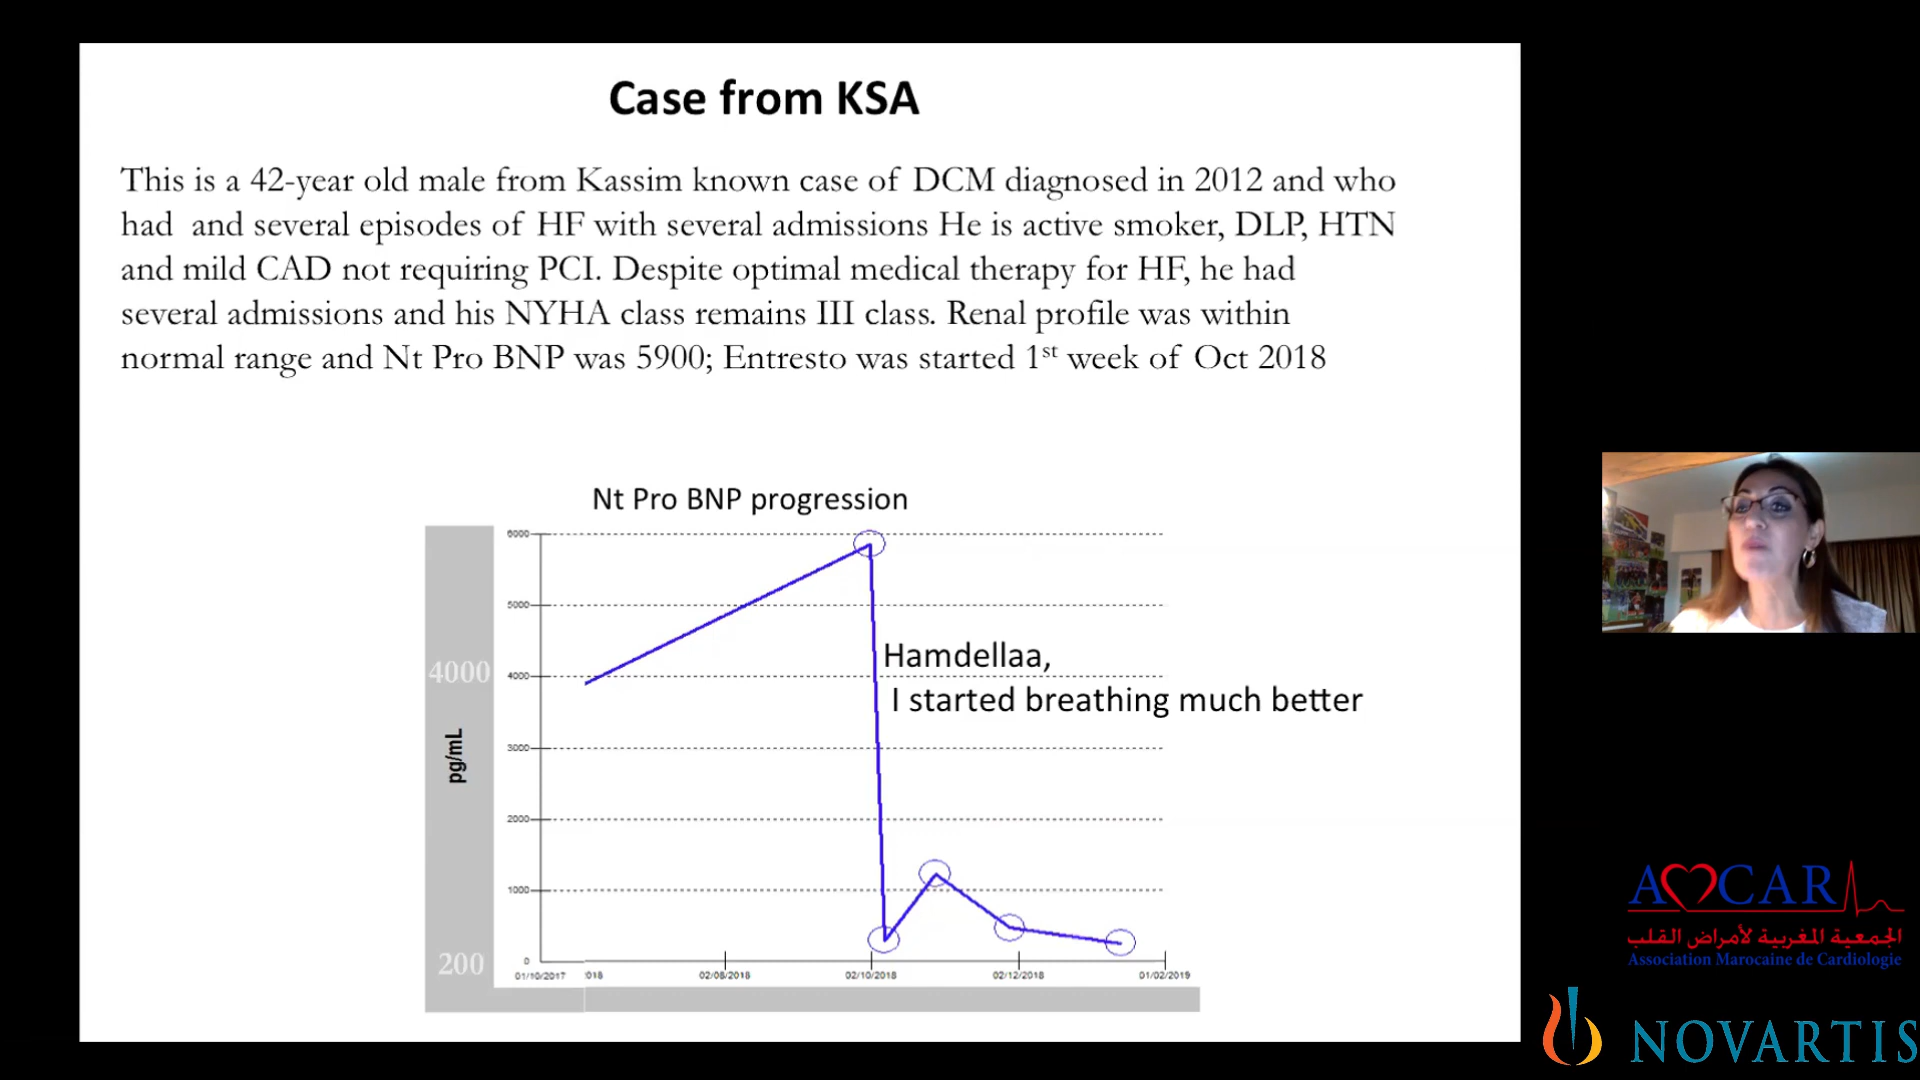 Case from KSA
This is a 42-year old male from Kassim known case of DCM diagnosed in 2012 and who
had  and several episodes of HF with several admissions He is active smoker, DLP, HTN
and mild CAD not requiring PCI. Despite optimal medical therapy for HF, he had
several admissions and his NYHA class remains III class. Renal profile was within
normal range and Nt Pro BNP was 5900; Entresto was started 1st week of Oct 2018
Nt Pro BNP progression
6000
5000
Hamdellaa,
4000
4000
I started breathing much better
pg/mL
3000
2000
1000
200
0
01/10/2017
018
02/08/2018
02/10/2018
02/12/2018
01/02/2019
AMCAR
الجمعية المغربية لأمراض القلب
Association Marocaine de Cardiologie
NOVARTIS